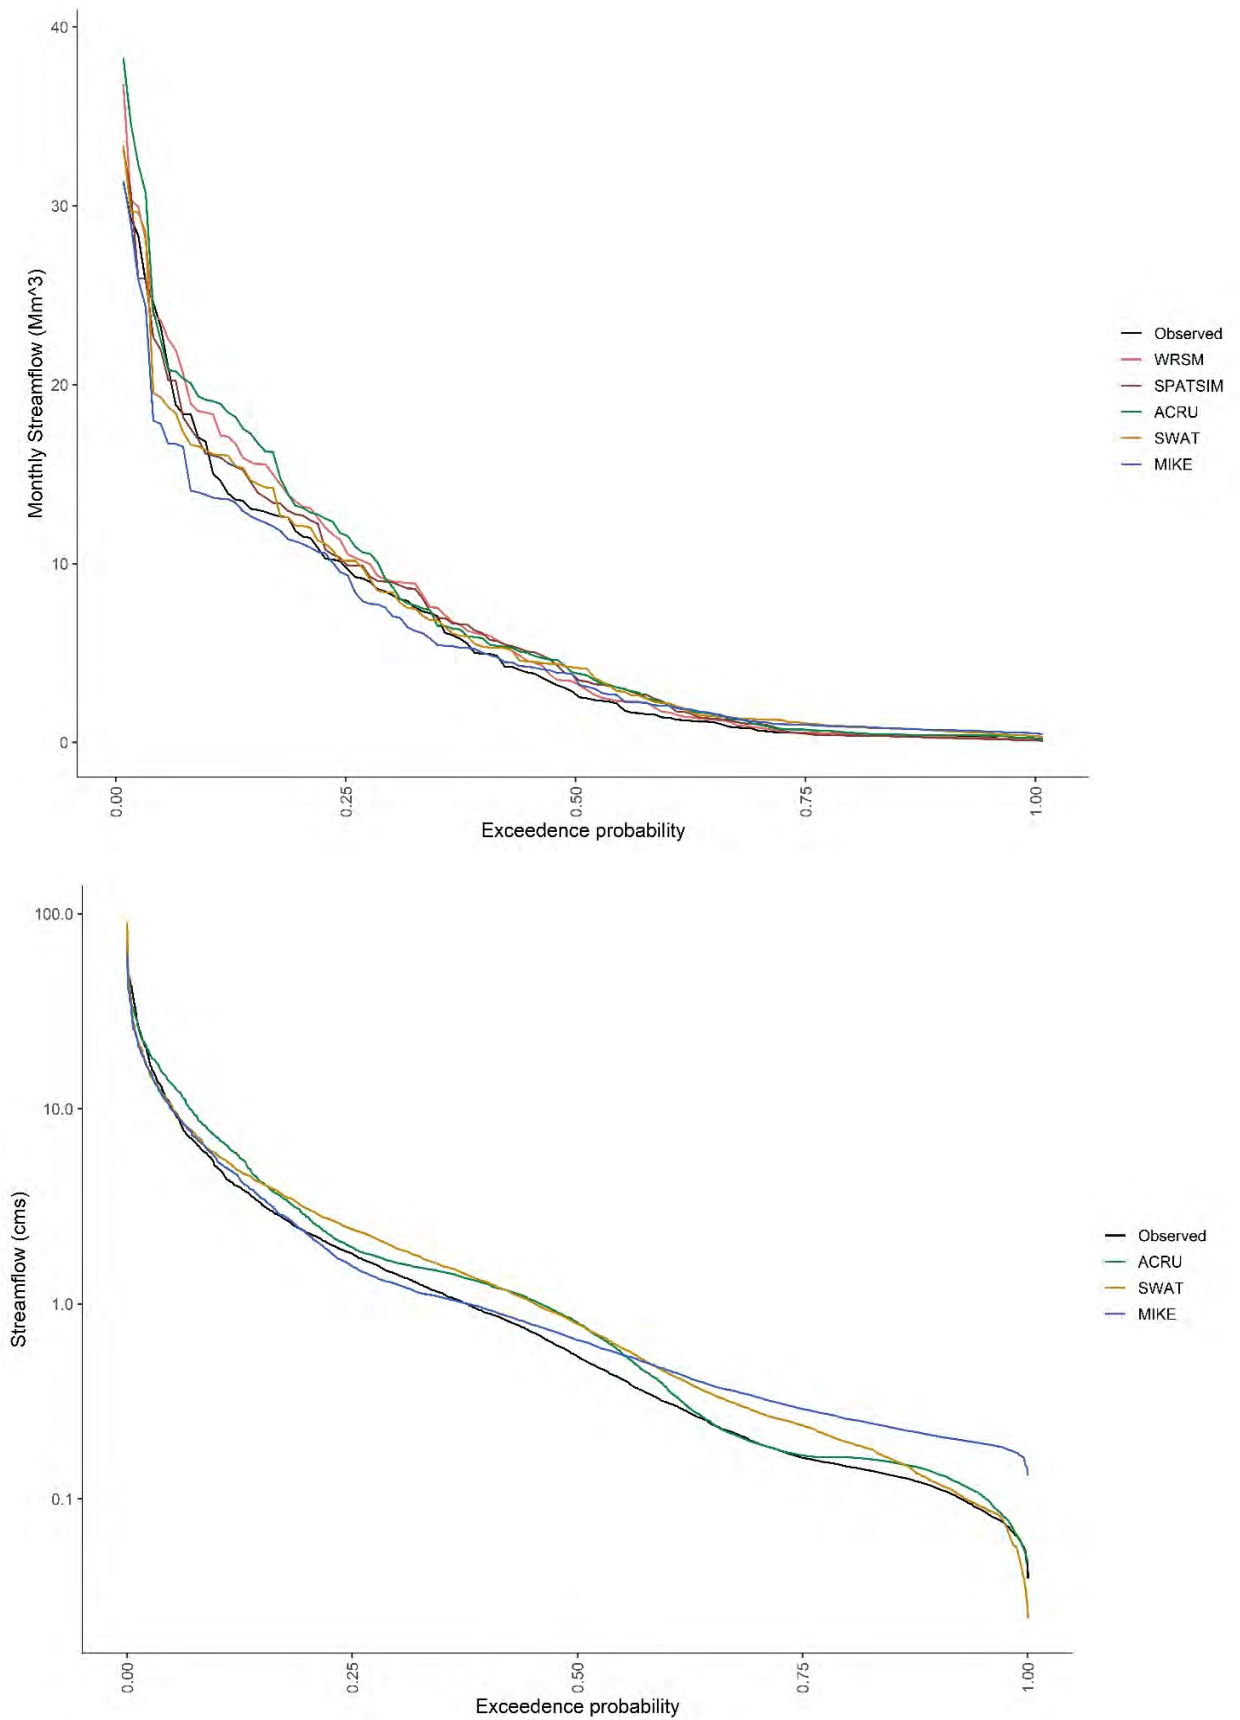 40
30
20
10
0
Monthly Streamflow (Mm^3)
0.00
0.25
0.50
0.75
1.00
Exceedence probability
Observed
WRSM
SPATSIM
ACRU
SWAT
MIKE
100.0
10.0
1.0
0.1
Streamflow (cms)
0.00
0.25
0.50
0.75
1.00
Exceedence probability
Observed
ACRU
SWAT
MIKE